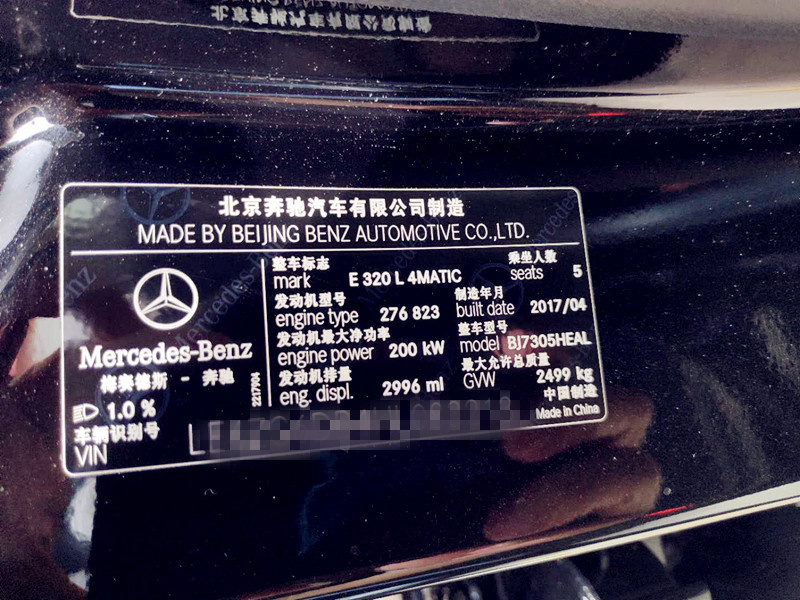 北京奔驰汽车有限公司制造
MADE BY BEIJING BENZ AUTOMOTIVE CO.,LTD.
Mercedes-Benz
梅赛德斯 - 奔驰
1.0 %
2217904
整车标志
mark E 320 L 4MATIC
乘坐人数
seats 5
发动机型号
engine type 276 823
制造年月
built date 2017/04
发动机最大净功率
engine power 200 kW
整车型号
model BJ7305HEAL
发动机排量
eng. displ. 2996 ml
最大允许总质量
GVW 2499 kg
中国制造
Made in China
车辆识别号
VIN